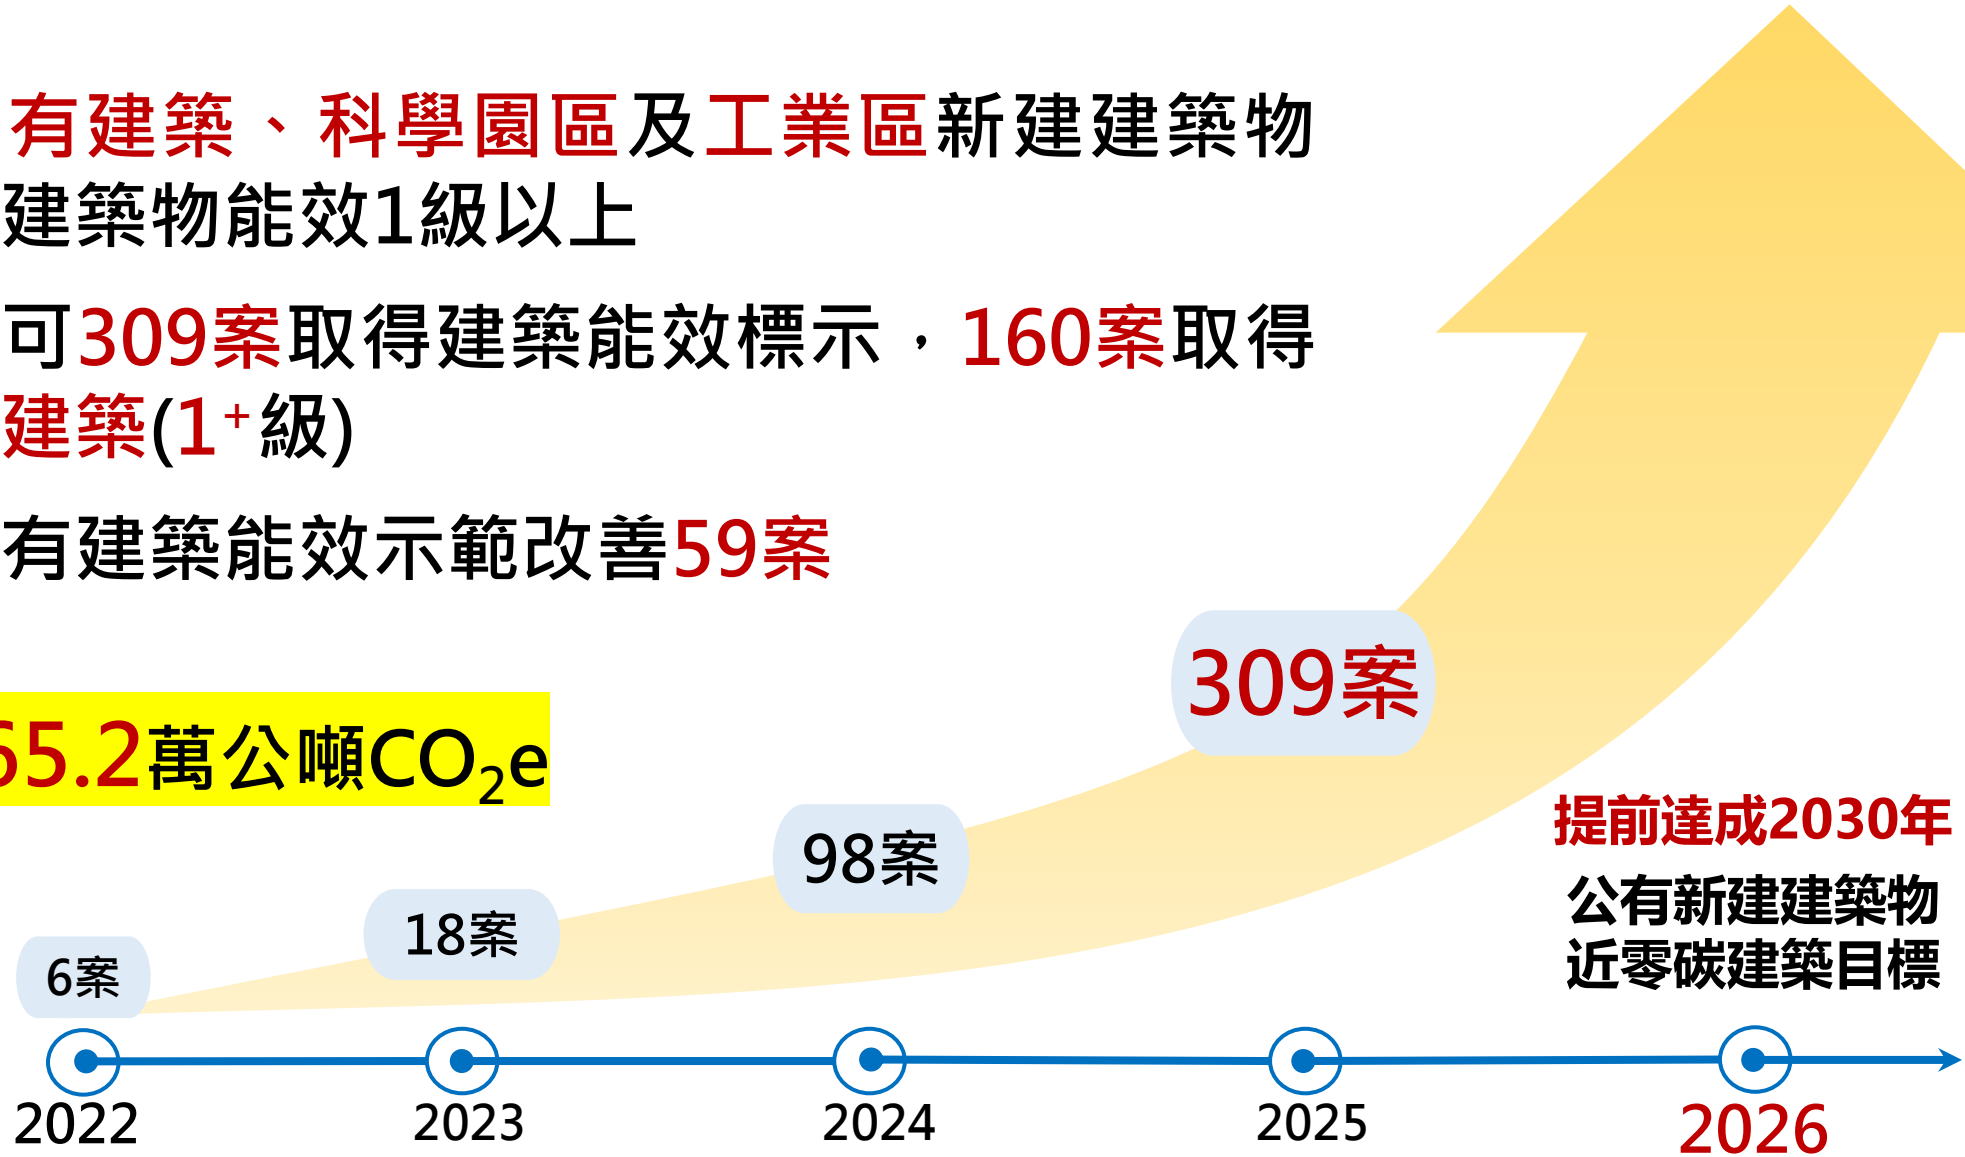 有建築、科學園區及工業區新建建築物
建築物能效1級以上
可309案取得建築能效標示，160案取得
建築(1⁺級)
有建築能效示範改善59案
65.2萬公噸CO₂e
309案
98案
18案
6案
提前達成2030年
公有新建建築物
近零碳建築目標
2022
2023
2024
2025
2026